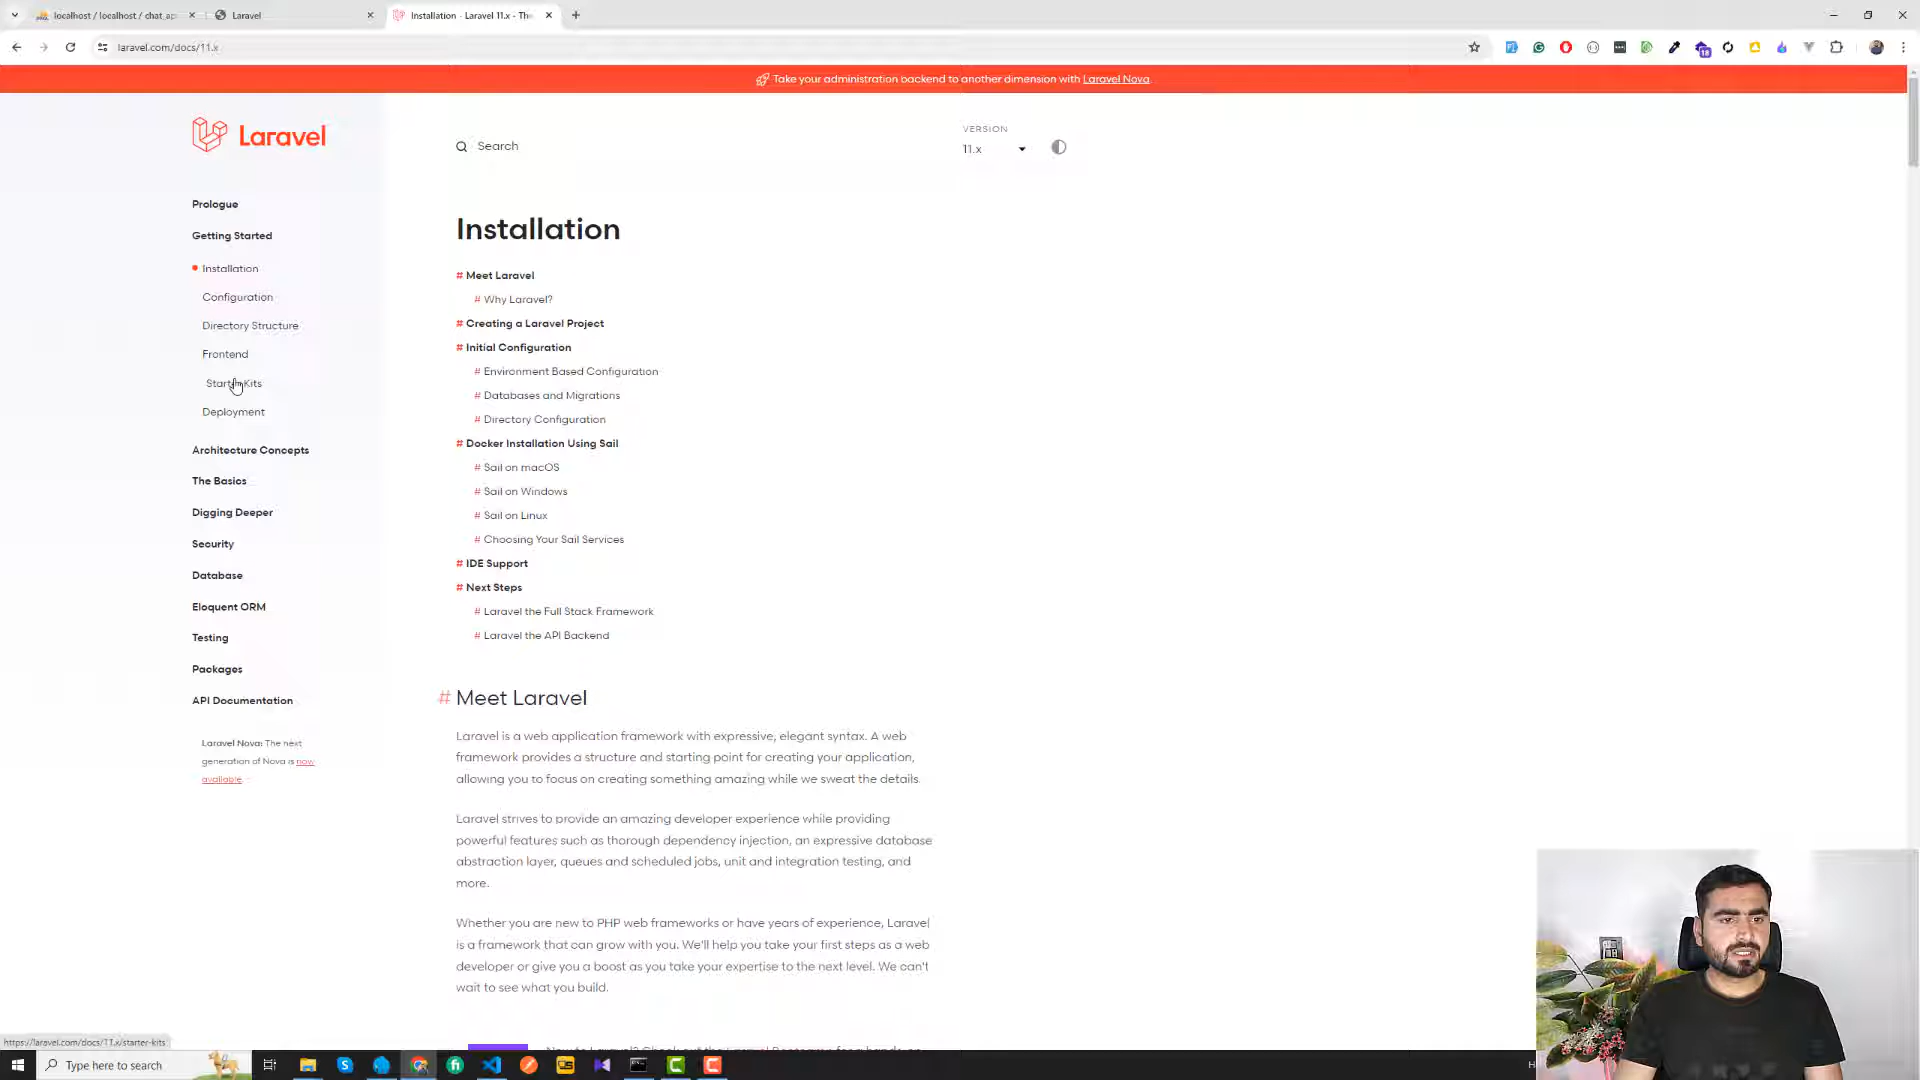 localhost / localhost / chat_ap
Laravel
Installation - Laravel 11.x - The
laravel.com/docs/11.x
Take your administration backend to another dimension with Laravel Nova.
Laravel
Search
VERSION
11.x
Prologue
Getting Started
Installation
Configuration
Directory Structure
Frontend
Starter Kits
Deployment
Architecture Concepts
The Basics
Digging Deeper
Security
Database
Eloquent ORM
Testing
Packages
API Documentation
Laravel Nova: The next
generation of Nova is now
available.
Installation
# Meet Laravel
# Why Laravel?
# Creating a Laravel Project
# Initial Configuration
# Environment Based Configuration
# Databases and Migrations
# Directory Configuration
# Docker Installation Using Sail
# Sail on macOS
# Sail on Windows
# Sail on Linux
# Choosing Your Sail Services
# IDE Support
# Next Steps
# Laravel the Full Stack Framework
# Laravel the API Backend
# Meet Laravel
Laravel is a web application framework with expressive, elegant syntax. A web
framework provides a structure and starting point for creating your application,
allowing you to focus on creating something amazing while we sweat the details.
Laravel strives to provide an amazing developer experience while providing
powerful features such as thorough dependency injection, an expressive database
abstraction layer, queues and scheduled jobs, unit and integration testing, and
more.
Whether you are new to PHP web frameworks or have years of experience, Laravel
is a framework that can grow with you. We'll help you take your first steps as a web
developer or give you a boost as you take your expertise to the next level. We can't
wait to see what you build.
https://laravel.com/docs/11.x/starter-kits
Type here to search